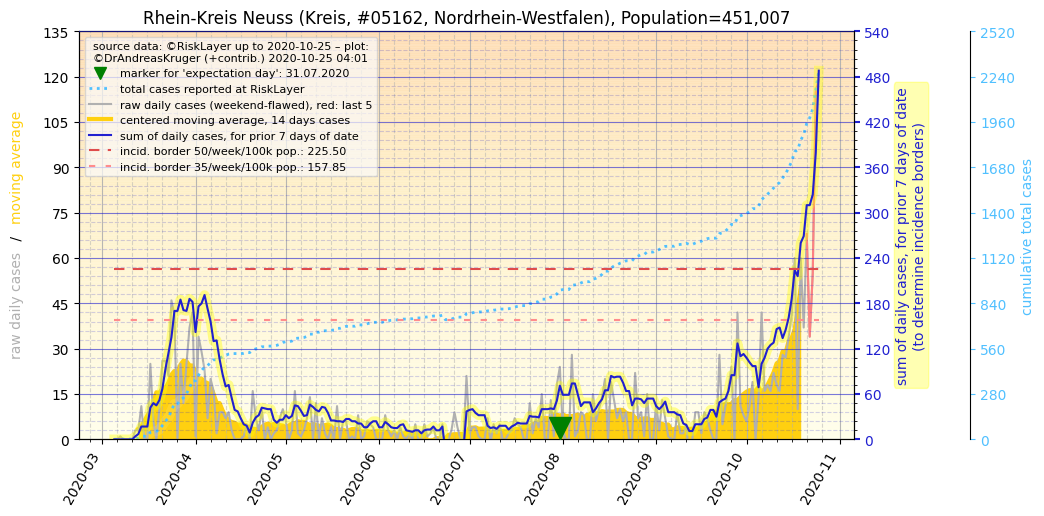 Rhein-Kreis Neuss (Kreis, #05162, Nordrhein-Westfalen), Population=451,007
source data: ©RiskLayer up to 2020-10-25 – plot:
©DrAndreasKruger (+contrib.) 2020-10-25 04:01
marker for 'expectation day': 31.07.2020
total cases reported at RiskLayer
raw daily cases (weekend-flawed), red: last 5
centered moving average, 14 days cases
sum of daily cases, for prior 7 days of date
incid. border 50/week/100k pop.: 225.50
incid. border 35/week/100k pop.: 157.85
raw daily cases / moving average
135
120
105
90
75
60
45
30
15
0
2020-03
2020-04
2020-05
2020-06
2020-07
2020-08
2020-09
2020-10
2020-11
540
480
420
360
300
240
180
120
60
0
sum of daily cases, for prior 7 days of date
(to determine incidence borders)
2520
2240
1960
1680
1400
1120
840
560
280
0
cumulative total cases